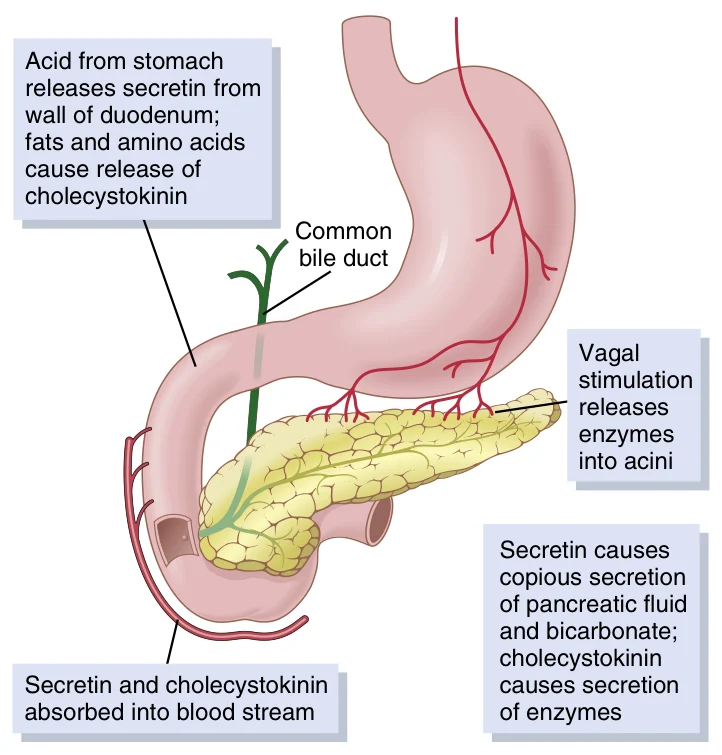 Acid from stomach
releases secretin from
wall of duodenum;
fats and amino acids
cause release of
cholecystokinin
Common
bile duct
Vagal
stimulation
releases
enzymes
into acini
Secretin causes
copious secretion
of pancreatic fluid
and bicarbonate;
cholecystokinin
causes secretion
of enzymes
Secretin and cholecystokinin
absorbed into blood stream